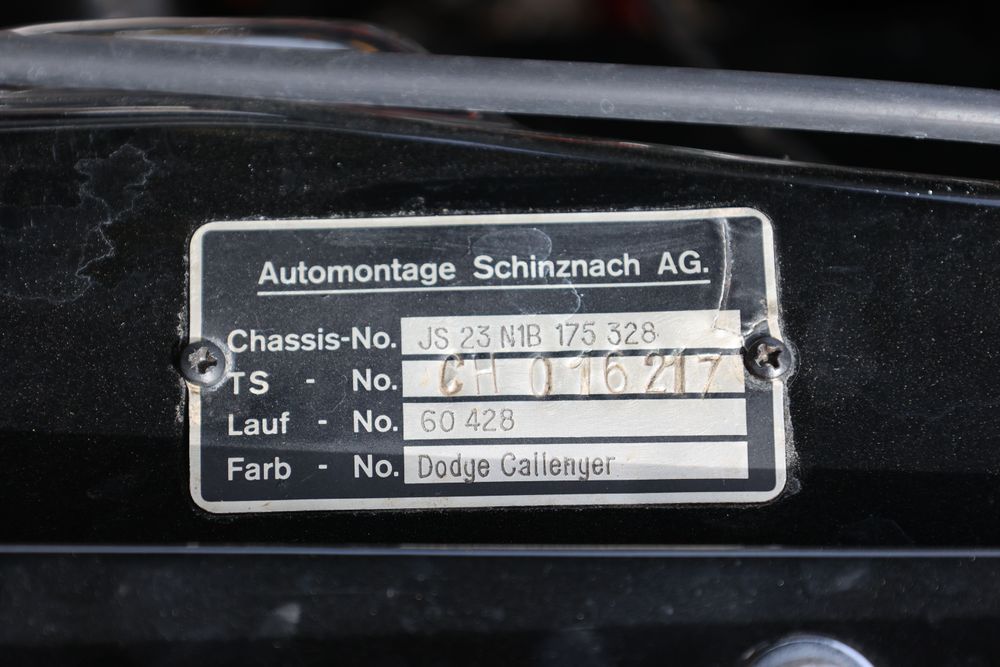 Automontage Schinznach AG.
Chassis-No. JS 23 N1B 175 328
TS - No. CH 016217
Lauf - No. 60 428
Farb - No. Dodge Callenger